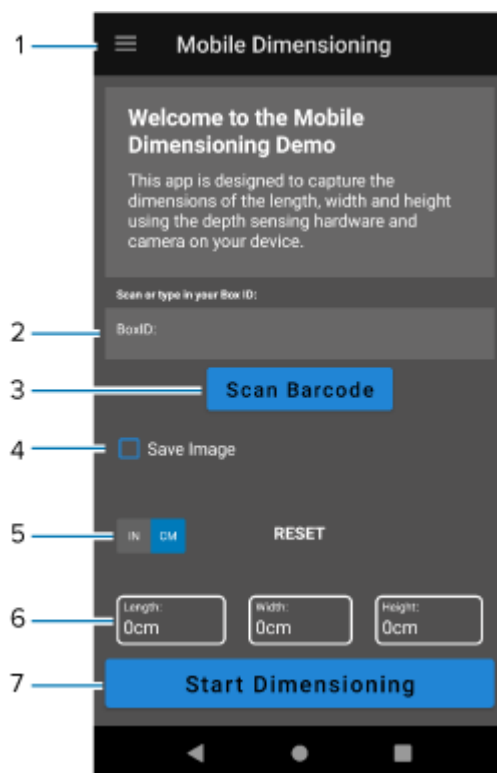 1
Mobile Dimensioning
Welcome to the Mobile
Dimensioning Demo
This app is designed to capture the
dimensions of the length, width and height
using the depth sensing hardware and
camera on your device.
Scan or type in your Box ID:
2
BoxID:
3
Scan Barcode
4
Save Image
5
IN CM
RESET
6
Length:
0cm
Width:
0cm
Height:
0cm
7
Start Dimensioning